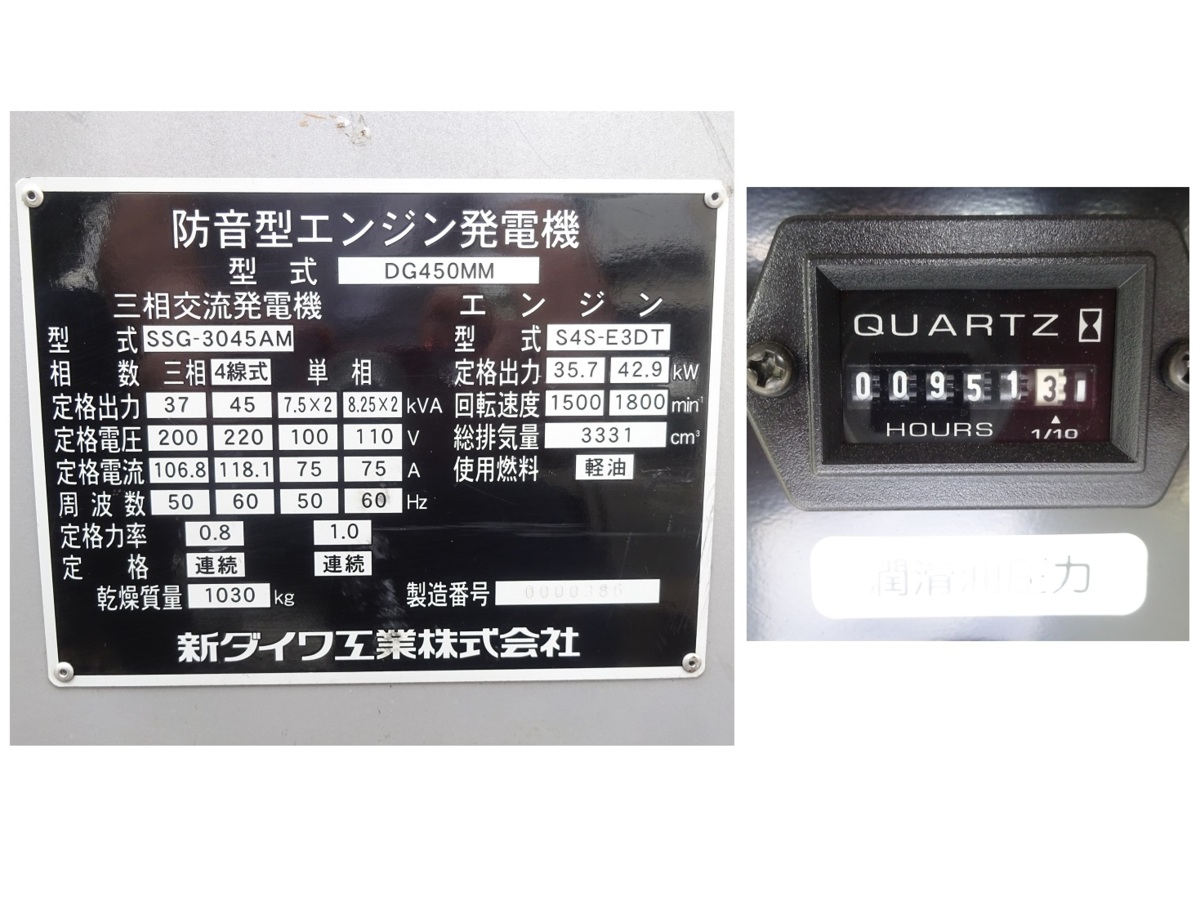 防音型エンジン発電機
型 式 DG450MM
三相交流発電機
型 式 SSG-3045AM
相 数 三相 4線式 単 相
定格出力 37 45 7.5×2 8.25×2 kVA
定格電圧 200 220 100 110 V
定格電流 106.8 118.1 75 75 A
周波数 50 60 50 60 Hz
定格力率 0.8 1.0
定 格 連続 連続
エンジン
型 式 S4S-E3DT
定格出力 35.7 42.9 kW
回転速度 1500 1800 min⁻¹
総排気量 3331 cm³
使用燃料 軽油
乾燥質量 1030 kg
製造番号
新ダイワ工業株式会社
QUARTZ
009513
HOURS 1/10
潤滑油圧力